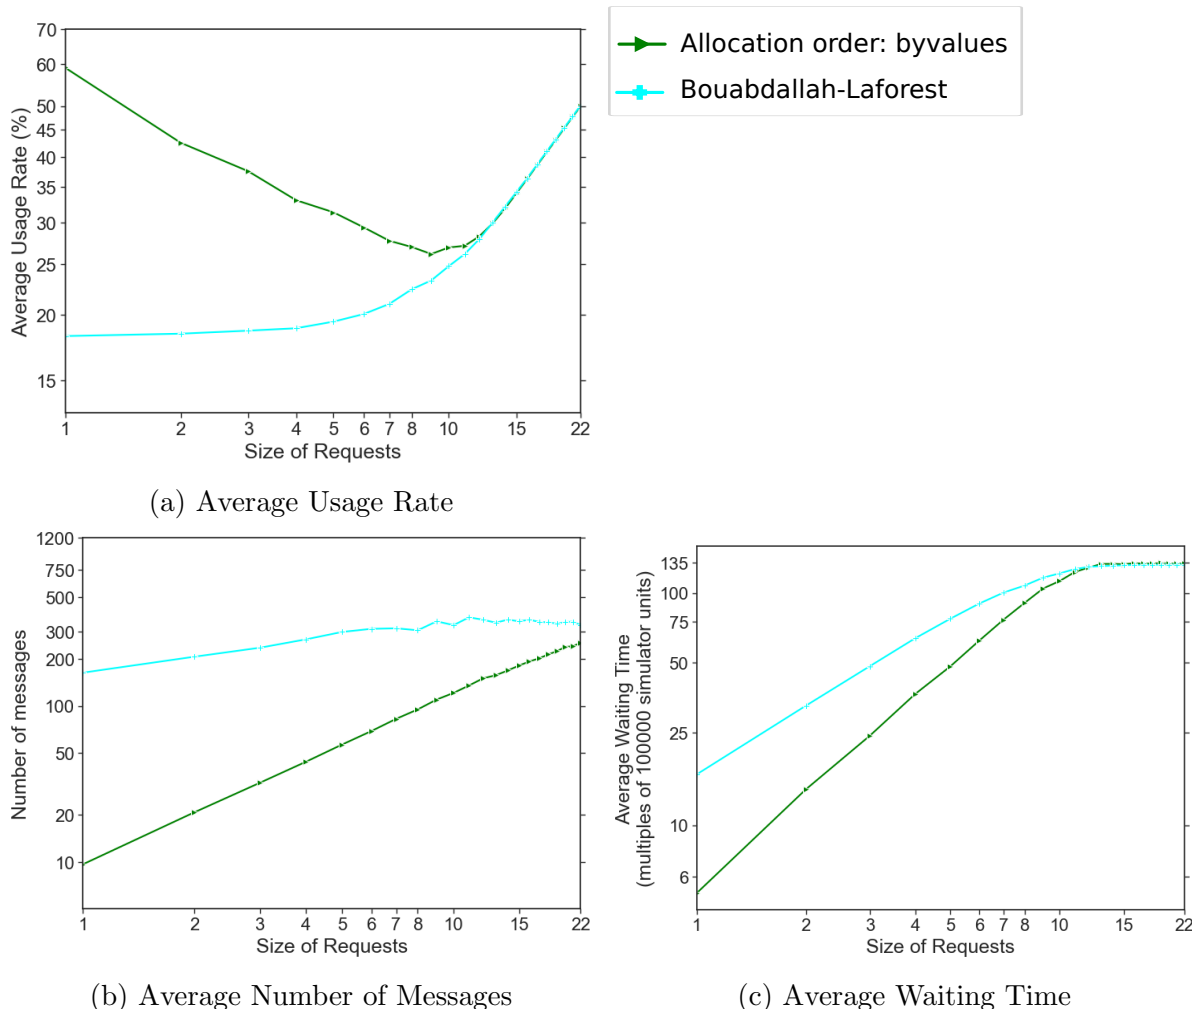 Allocation order: byvalues
Bouabdallah-Laforest
Average Usage Rate (%)
70
60
50
45
40
35
30
25
20
15
1 2 3 4 5 6 7 8 10 15 22
Size of Requests
(a) Average Usage Rate
Number of messages
1200
750
500
300
200
100
50
20
10
1 2 3 4 5 6 7 8 10 15 22
Size of Requests
(b) Average Number of Messages
Average Waiting Time
(multiples of 100000 simulator units)
135
100
75
50
25
10
6
1 2 3 4 5 6 7 8 10 15 22
Size of Requests
(c) Average Waiting Time